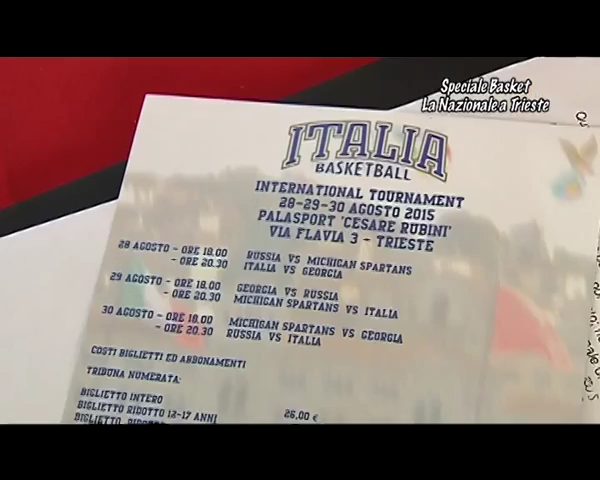 Speciale Basket
La Nazionale a Trieste
ITALIA
BASKETBALL
INTERNATIONAL TOURNAMENT
28-29-30 AGOSTO 2015
PALASPORT 'CESARE RUBINI'
VIA FLAVIA 3 - TRIESTE
28 AGOSTO - ORE 18.00 RUSSIA VS MICHIGAN SPARTANS
- ORE 20.30 ITALIA VS GEORGIA
29 AGOSTO - ORE 18.00 GEORGIA VS RUSSIA
- ORE 20.30 MICHIGAN SPARTANS VS ITALIA
30 AGOSTO - ORE 18.00 MICHIGAN SPARTANS VS GEORGIA
- ORE 20.30 RUSSIA VS ITALIA
COSTI BIGLIETTI ED ABBONAMENTI
TRIBUNA NUMERATA:
BIGLIETTO INTERO
BIGLIETTO RIDOTTO 12-17 ANNI 26,00 €
BIGLIETTO